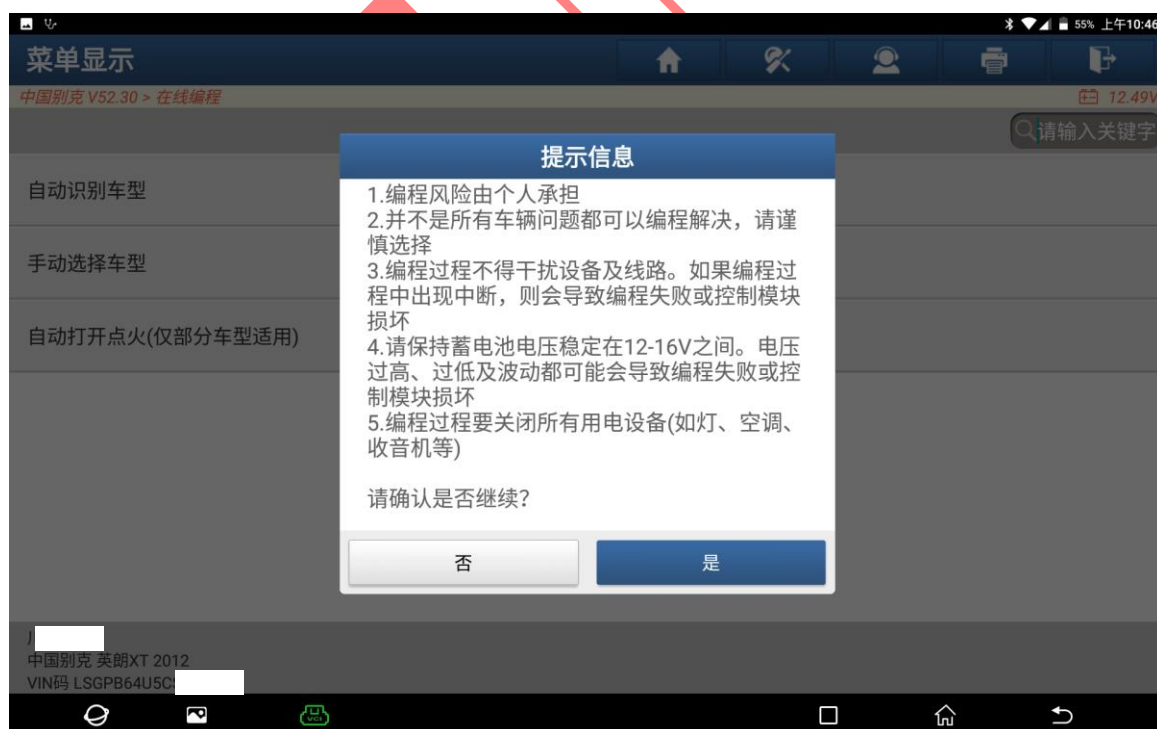 55% 上午10:46
菜单显示
中国别克 V52.30 > 在线编程
12.49V
请输入关键字
提示信息
自动识别车型
手动选择车型
自动打开点火(仅部分车型适用)
1.编程风险由个人承担
2.并不是所有车辆问题都可以编程解决，请谨
慎选择
3.编程过程不得干扰设备及线路。如果编程过
程中出现中断，则会导致编程失败或控制模块
损坏
4.请保持蓄电池电压稳定在12-16V之间。电压
过高、过低及波动都可能会导致编程失败或控
制模块损坏
5.编程过程要关闭所有用电设备(如灯、空调、
收音机等)
请确认是否继续？
否
是
中国别克 英朗XT 2012
VIN码 LSGPB64U5C
VCI